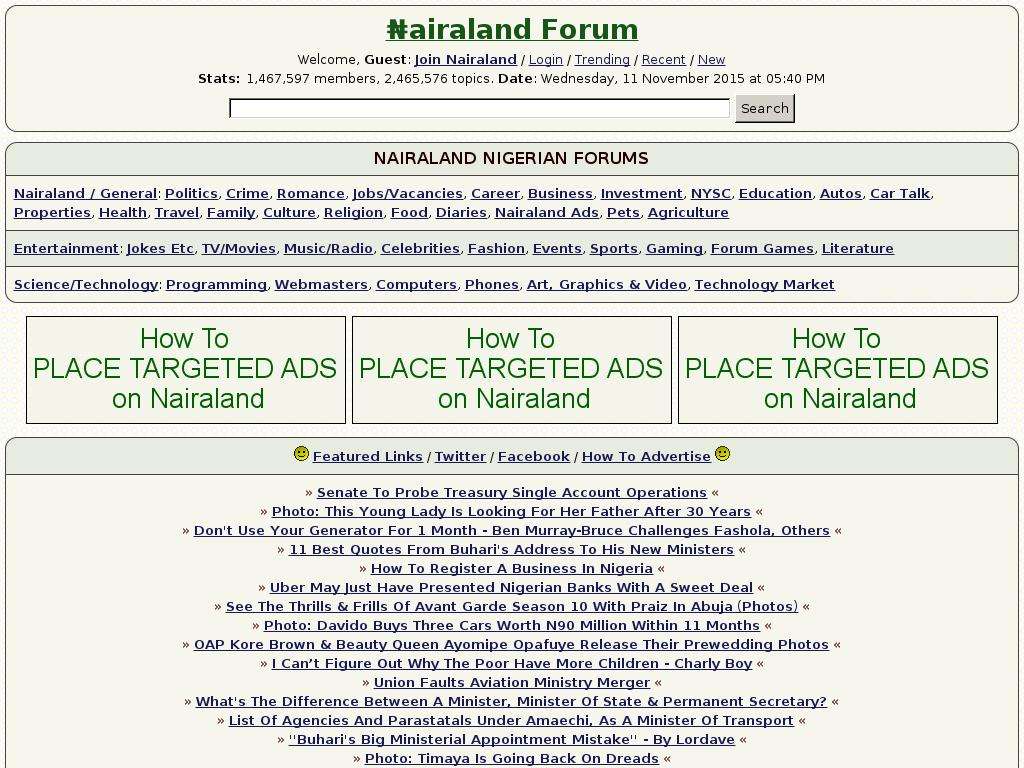 ₦airaland Forum
Welcome, Guest: Join Nairaland / Login / Trending / Recent / New
Stats: 1,467,597 members, 2,465,576 topics. Date: Wednesday, 11 November 2015 at 05:40 PM
Search
NAIRALAND NIGERIAN FORUMS
Nairaland / General: Politics, Crime, Romance, Jobs/Vacancies, Career, Business, Investment, NYSC, Education, Autos, Car Talk,
Properties, Health, Travel, Family, Culture, Religion, Food, Diaries, Nairaland Ads, Pets, Agriculture
Entertainment: Jokes Etc, TV/Movies, Music/Radio, Celebrities, Fashion, Events, Sports, Gaming, Forum Games, Literature
Science/Technology: Programming, Webmasters, Computers, Phones, Art, Graphics & Video, Technology Market
How To
PLACE TARGETED ADS
on Nairaland
How To
PLACE TARGETED ADS
on Nairaland
How To
PLACE TARGETED ADS
on Nairaland
Featured Links / Twitter / Facebook / How To Advertise
» Senate To Probe Treasury Single Account Operations «
» Photo: This Young Lady Is Looking For Her Father After 30 Years «
» Don't Use Your Generator For 1 Month - Ben Murray-Bruce Challenges Fashola, Others «
» 11 Best Quotes From Buhari's Address To His New Ministers «
» How To Register A Business In Nigeria «
» Uber May Just Have Presented Nigerian Banks With A Sweet Deal «
» See The Thrills & Frills Of Avant Garde Season 10 With Praiz In Abuja (Photos) «
» Photo: Davido Buys Three Cars Worth N90 Million Within 11 Months «
» OAP Kore Brown & Beauty Queen Ayomipe Opafuye Release Their Prewedding Photos «
» I Can’t Figure Out Why The Poor Have More Children - Charly Boy «
» Union Faults Aviation Ministry Merger «
» What's The Difference Between A Minister, Minister Of State & Permanent Secretary? «
» List Of Agencies And Parastatals Under Amaechi, As A Minister Of Transport «
» ''Buhari's Big Ministerial Appointment Mistake'' - By Lordave «
» Photo: Timaya Is Going Back On Dreads «